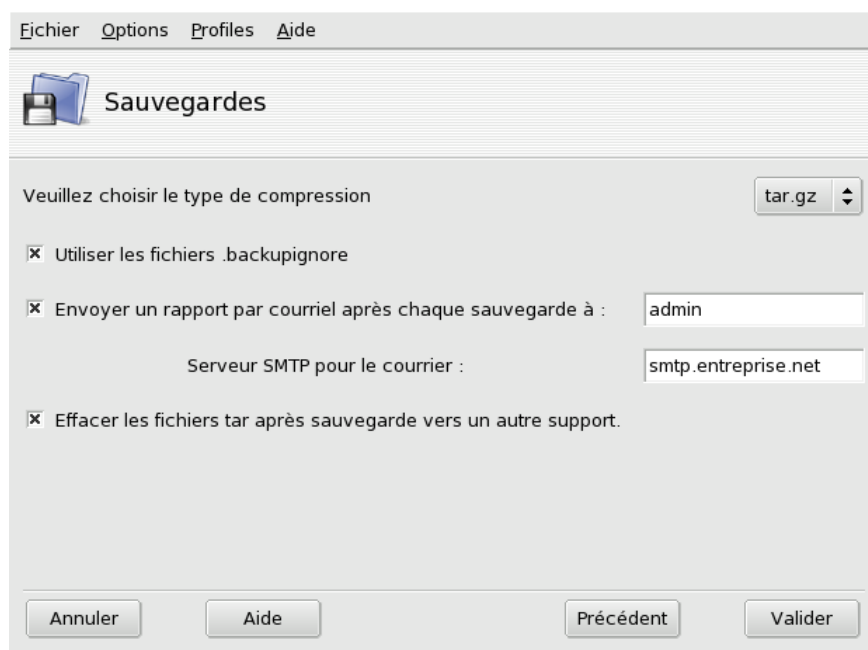 Fichier Options Profiles Aide
Sauvegardes
Veuillez choisir le type de compression tar.gz
Utiliser les fichiers .backupignore
Envoyer un rapport par courriel après chaque sauvegarde à : admin
Serveur SMTP pour le courrier : smtp.entreprise.net
Effacer les fichiers tar après sauvegarde vers un autre support.
Annuler Aide Précédent Valider